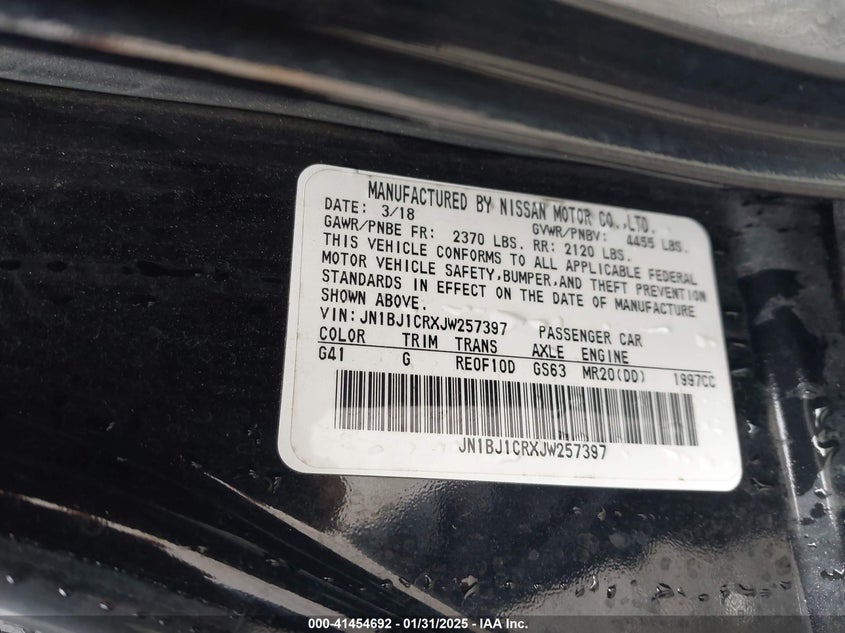 MANUFACTURED BY NISSAN MOTOR CO.,LTD.
DATE: 3/18 GVWR/PNBV: 4455 LBS.
GAWR/PNBE FR: 2370 LBS. RR: 2120 LBS.
THIS VEHICLE CONFORMS TO ALL APPLICABLE FEDERAL
MOTOR VEHICLE SAFETY,BUMPER,AND THEFT PREVENTION
STANDARDS IN EFFECT ON THE DATE OF MANUFACTURE
SHOWN ABOVE.
VIN:JN1BJ1CRXJW257397 PASSENGER CAR
COLOR TRIM TRANS AXLE ENGINE
G41 G RE0F10D GS63 MR20(DD) 1997CC
JN1BJ1CRXJW257397
000-41454692 - 01/31/2025 - IAAI.com